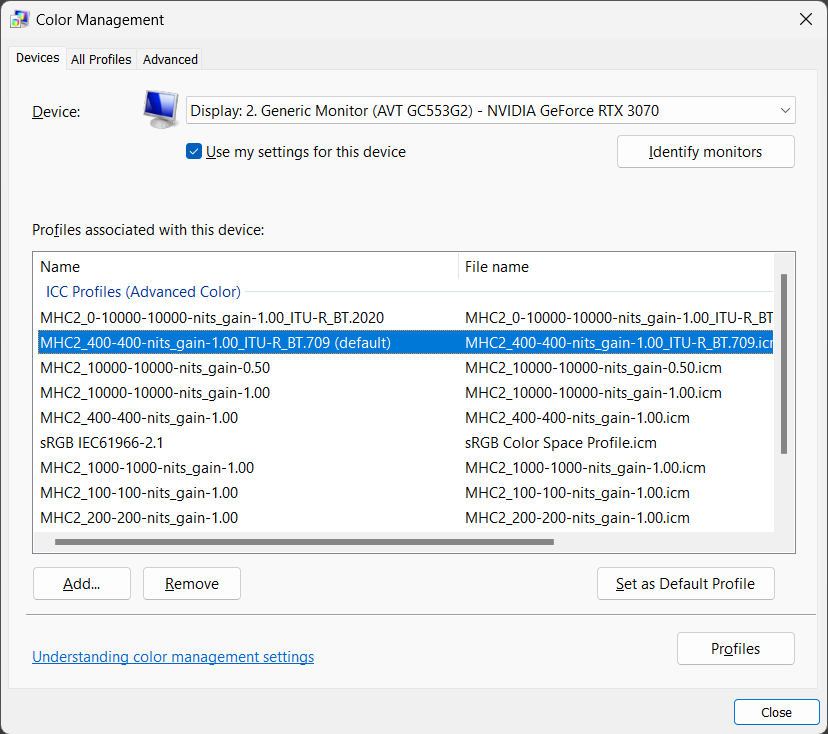 Color Management
Devices All Profiles Advanced
Device: Display: 2. Generic Monitor (AVT GC553G2) - NVIDIA GeForce RTX 3070
Use my settings for this device Identify monitors
Profiles associated with this device:
Name File name
ICC Profiles (Advanced Color)
MHC2_0-10000-10000-nits_gain-1.00_ITU-R_BT.2020 MHC2_0-10000-10000-nits_gain-1.00_ITU-R_BT
MHC2_400-400-nits_gain-1.00_ITU-R_BT.709 (default) MHC2_400-400-nits_gain-1.00_ITU-R_BT.709.icm
MHC2_10000-10000-nits_gain-0.50 MHC2_10000-10000-nits_gain-0.50.icm
MHC2_10000-10000-nits_gain-1.00 MHC2_10000-10000-nits_gain-1.00.icm
MHC2_400-400-nits_gain-1.00 MHC2_400-400-nits_gain-1.00.icm
sRGB IEC61966-2.1 sRGB Color Space Profile.icm
MHC2_1000-1000-nits_gain-1.00 MHC2_1000-1000-nits_gain-1.00.icm
MHC2_100-100-nits_gain-1.00 MHC2_100-100-nits_gain-1.00.icm
MHC2_200-200-nits_gain-1.00 MHC2_200-200-nits_gain-1.00.icm
Add... Remove Set as Default Profile
Understanding color management settings Profiles
Close